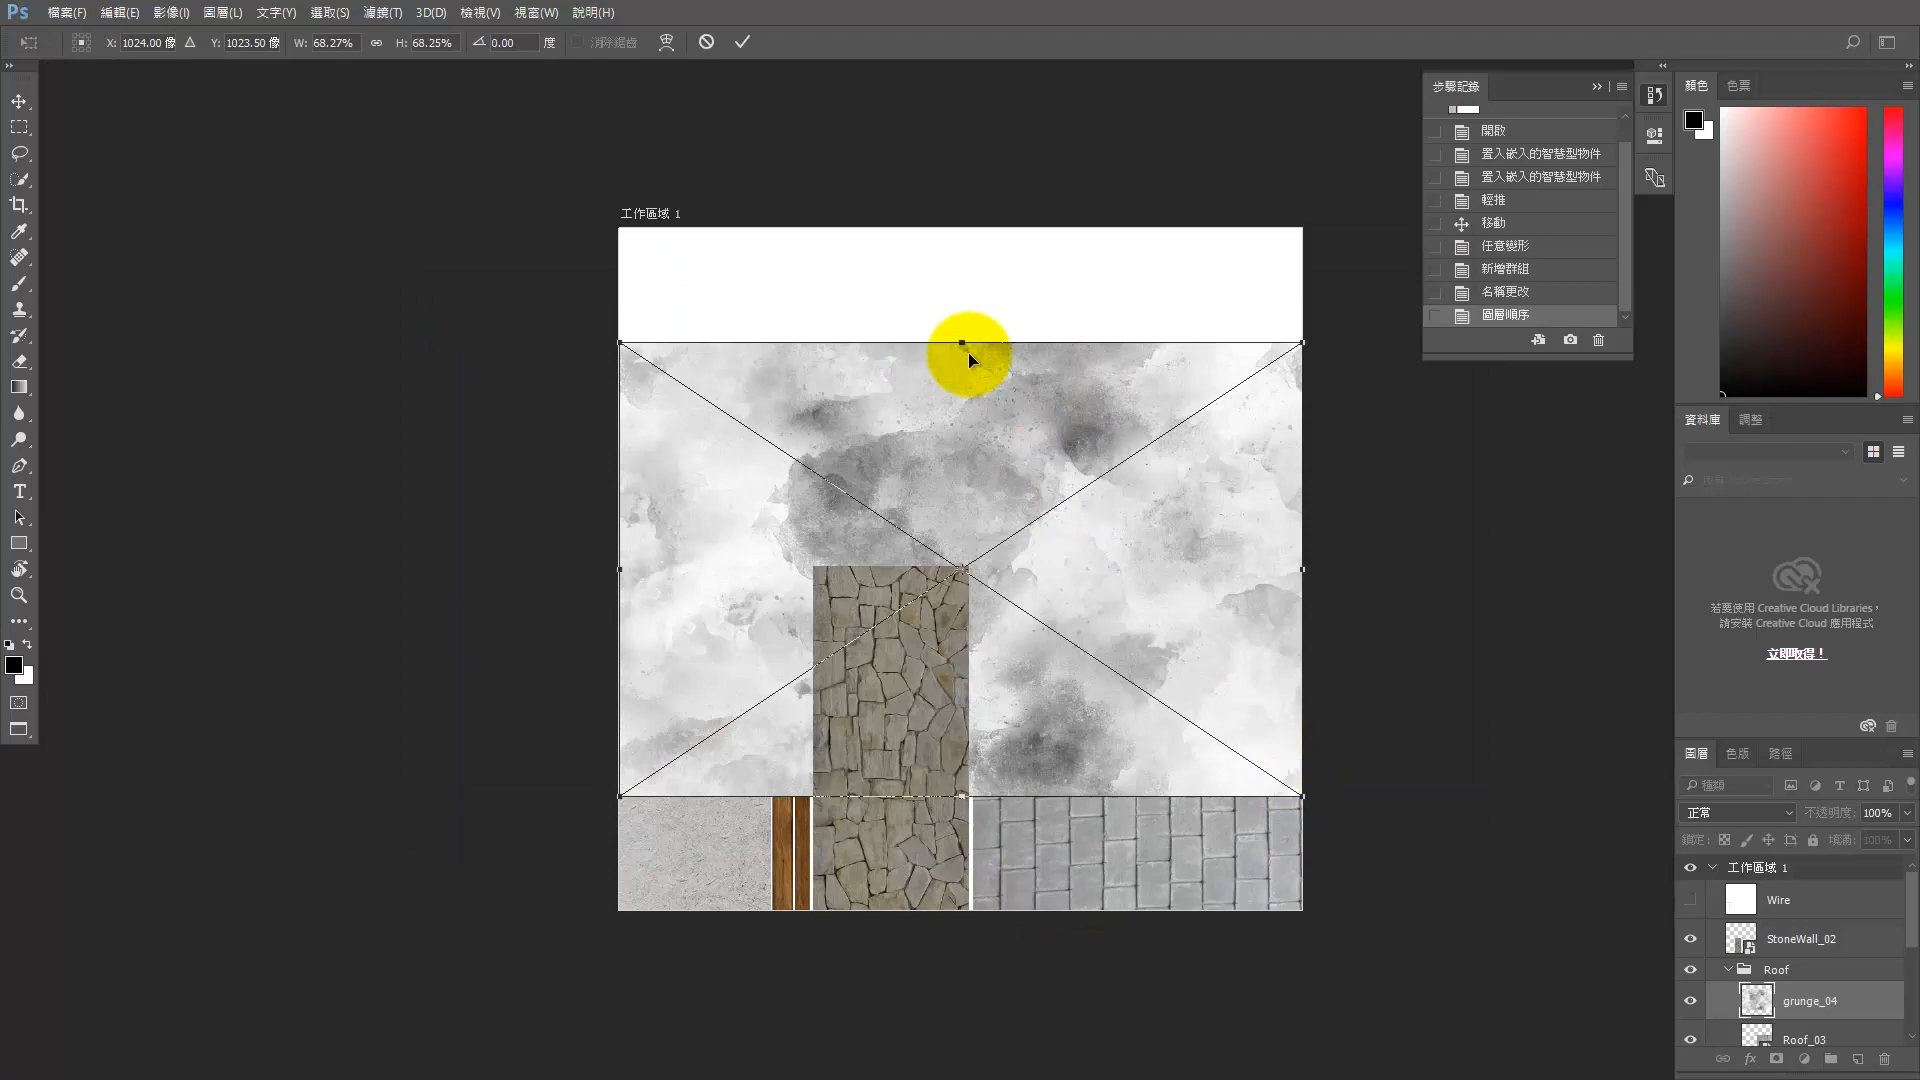 Ps 檔案(F) 編輯(E) 影像(I) 圖層(L) 文字(Y) 選取(S) 濾鏡(T) 3D(D) 檢視(V) 視窗(W) 說明(H)
X: 1024.00 像 Y: 1023.50 像 W: 68.27% H: 68.25% 0.00 度 消除鋸齒
工作區域 1
步驟記錄
開啟
置入嵌入的智慧型物件
置入嵌入的智慧型物件
輕推
移動
任意變形
新增群組
名稱更改
圖層順序
顏色 色票
資料庫 調整
若要使用 Creative Cloud Libraries，
請安裝 Creative Cloud 應用程式
立即取得！
圖層 色版 路徑
種類
正常 不透明度: 100%
鎖定: 填滿: 100%
工作區域 1
Wire
StoneWall_02
Roof
grunge_04
Roof_03
fx